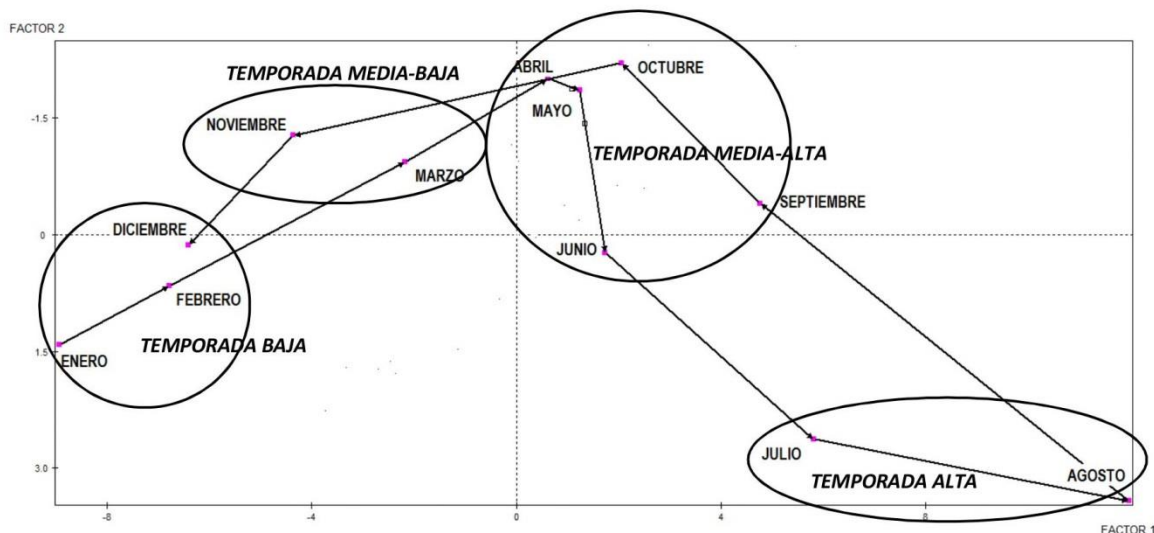 FACTOR 2
ABRIL
OCTUBRE
TEMPORADA MEDIA-BAJA
-1.5
MAYO
NOVIEMBRE
TEMPORADA MEDIA-ALTA
MARZO
SEPTIEMBRE
DICIEMBRE
0
JUNIO
FEBRERO
TEMPORADA BAJA
1.5
ENERO
JULIO
3.0
AGOSTO
TEMPORADA ALTA
-8
-4
0
4
8
FACTOR 1